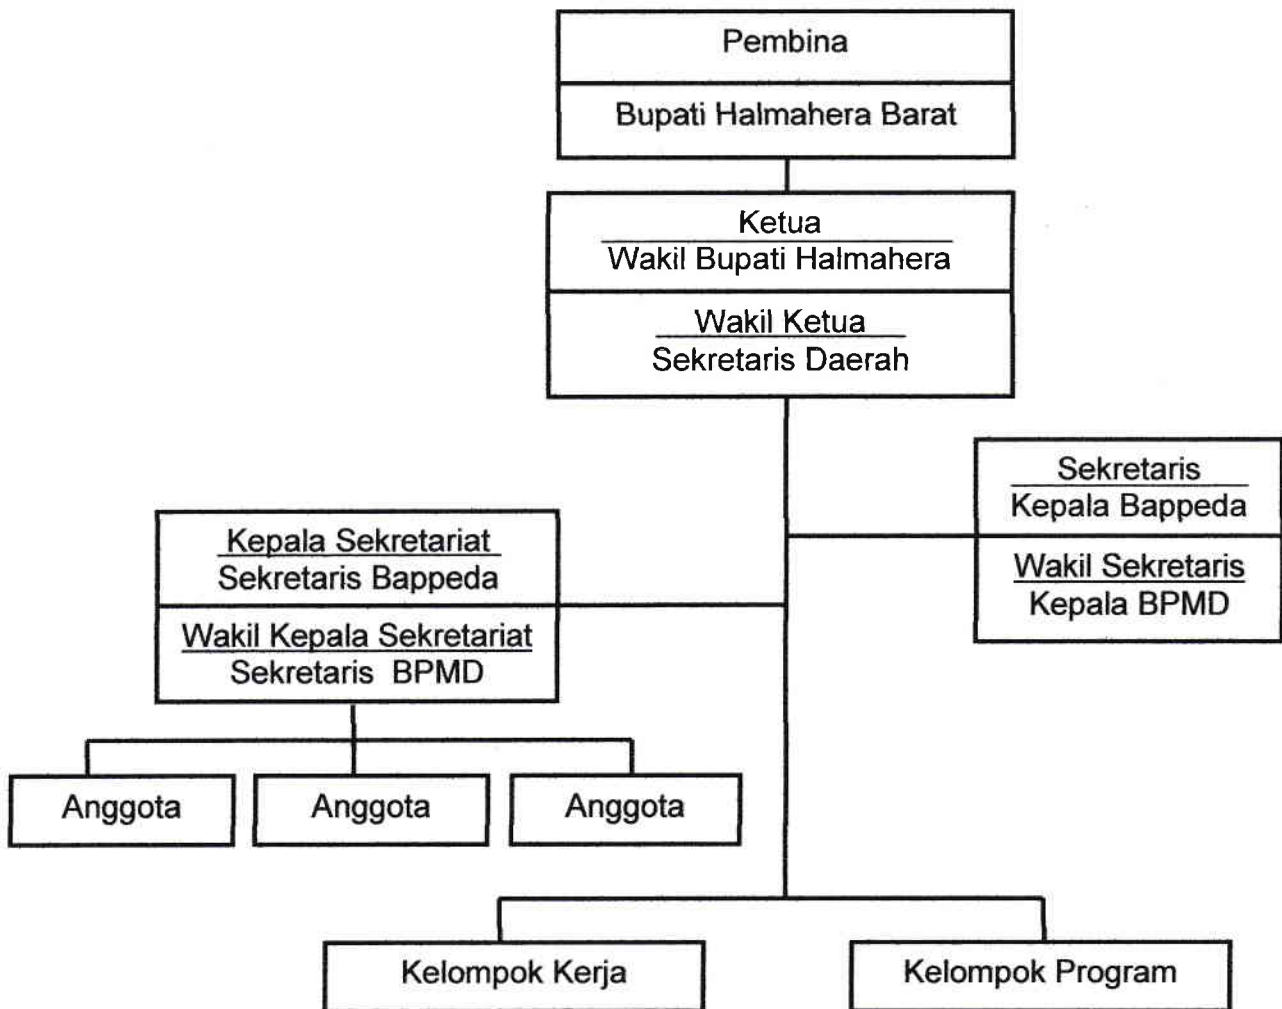 Pembina
Bupati Halmahera Barat
Ketua
Wakil Bupati Halmahera
Wakil Ketua
Sekretaris Daerah
Sekretaris
Kepala Bappeda
Wakil Sekretaris
Kepala BPMD
Kepala Sekretariat
Sekretaris Bappeda
Wakil Kepala Sekretariat
Sekretaris BPMD
Anggota
Anggota
Anggota
Kelompok Kerja
Kelompok Program